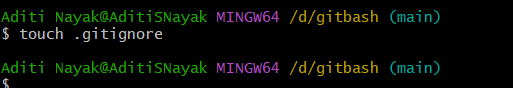 Aditi Nayak@AditiSNayak MINGW64 /d/gitbash (main)
$ touch .gitignore
Aditi Nayak@AditiSNayak MINGW64 /d/gitbash (main)
$